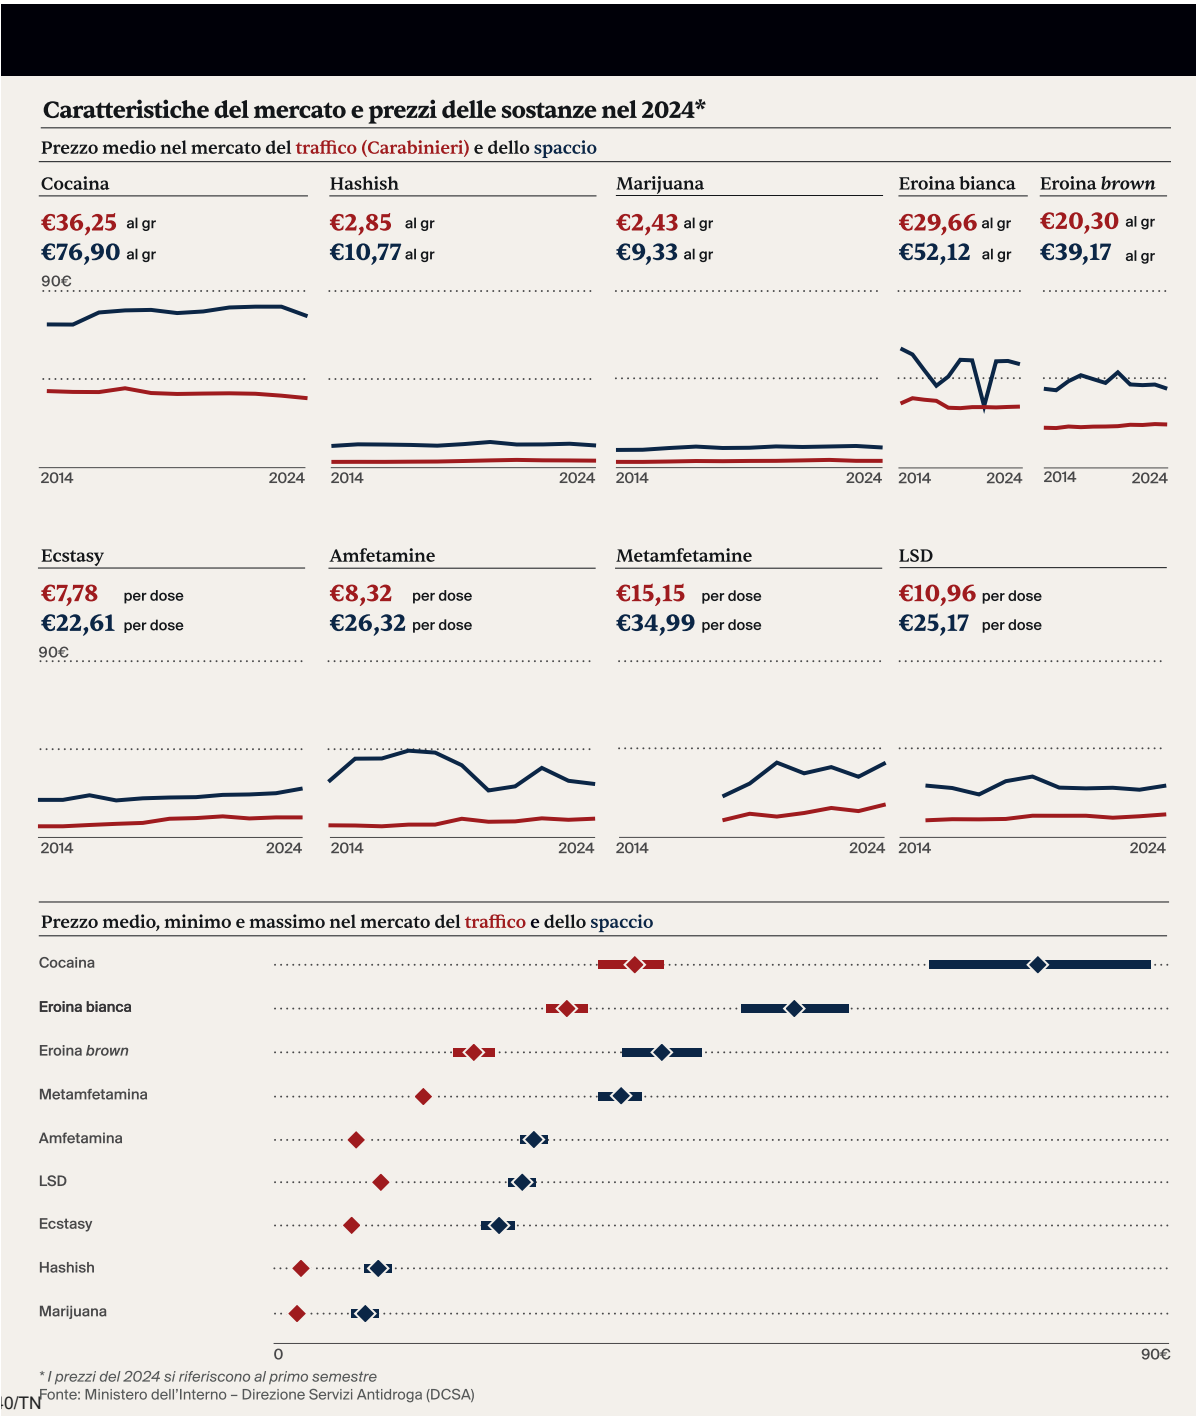 Caratteristiche del mercato e prezzi delle sostanze nel 2024*
Prezzo medio nel mercato del traffico (Carabinieri) e dello spaccio
Cocaina
€36,25 al gr
€76,90 al gr
90€
2014 2024
Hashish
€2,85 al gr
€10,77 al gr
2014 2024
Marijuana
€2,43 al gr
€9,33 al gr
2014 2024
Eroina bianca
€29,66 al gr
€52,12 al gr
2014 2024
Eroina brown
€20,30 al gr
€39,17 al gr
2014 2024
Ecstasy
€7,78 per dose
€22,61 per dose
90€
2014 2024
Amfetamine
€8,32 per dose
€26,32 per dose
2014 2024
Metamfetamine
€15,15 per dose
€34,99 per dose
2014 2024
LSD
€10,96 per dose
€25,17 per dose
2014 2024
Prezzo medio, minimo e massimo nel mercato del traffico e dello spaccio
Cocaina
Eroina bianca
Eroina brown
Metamfetamina
Amfetamina
LSD
Ecstasy
Hashish
Marijuana
0 90€
* I prezzi del 2024 si riferiscono al primo semestre
Fonte: Ministero dell'Interno – Direzione Servizi Antidroga (DCSA)
0/TN